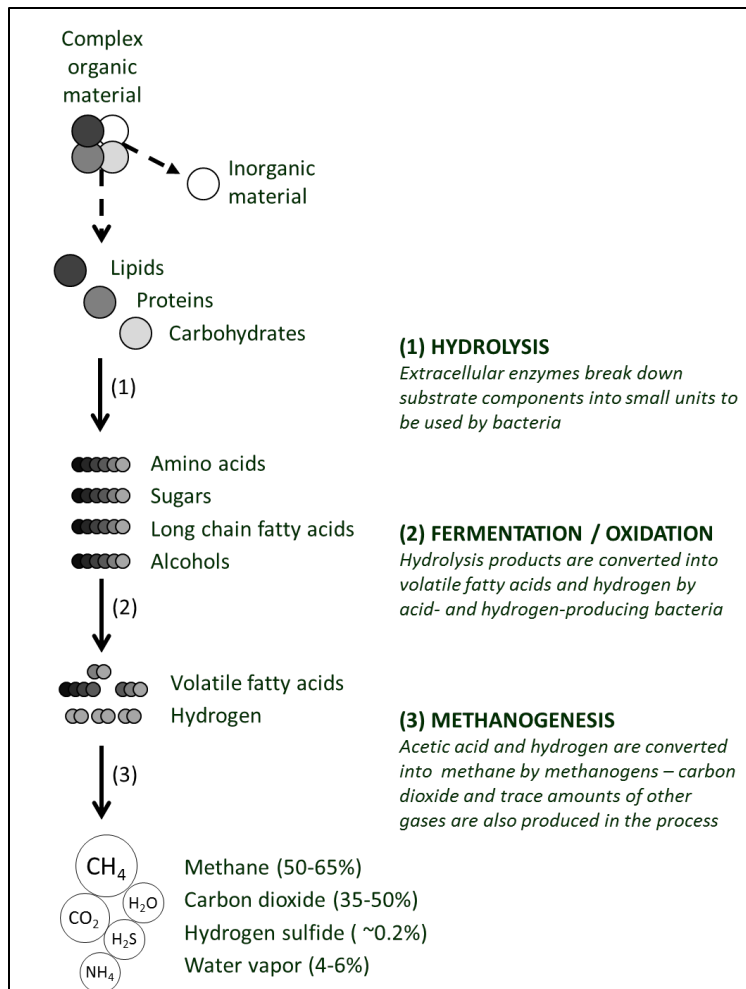 Complex
organic
material
Inorganic
material
Lipids
Proteins
Carbohydrates
(1)
(1) HYDROLYSIS
Extracellular enzymes break down
substrate components into small units to
be used by bacteria
Amino acids
Sugars
Long chain fatty acids
Alcohols
(2)
(2) FERMENTATION / OXIDATION
Hydrolysis products are converted into
volatile fatty acids and hydrogen by
acid- and hydrogen-producing bacteria
Volatile fatty acids
Hydrogen
(3)
(3) METHANOGENESIS
Acetic acid and hydrogen are converted
into methane by methanogens – carbon
dioxide and trace amounts of other
gases are also produced in the process
CH₄
CO₂
H₂O
H₂S
NH₄
Methane (50-65%)
Carbon dioxide (35-50%)
Hydrogen sulfide ( ~0.2%)
Water vapor (4-6%)